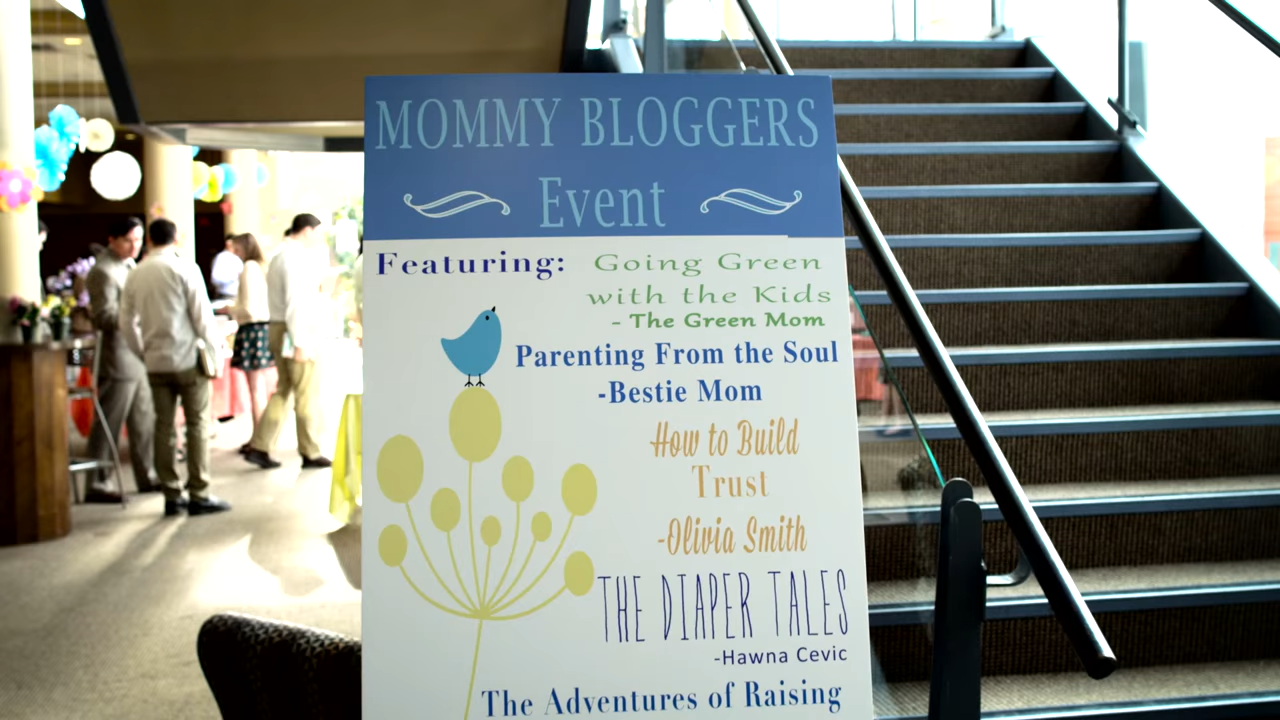 MOMMY BLOGGERS
Event
Featuring: Going Green
with the Kids
- The Green Mom
Parenting From the Soul
-Bestie Mom
How to Build
Trust
-Olivia Smith
THE DIAPER TALES
-Hawna Cevic
The Adventures of Raising